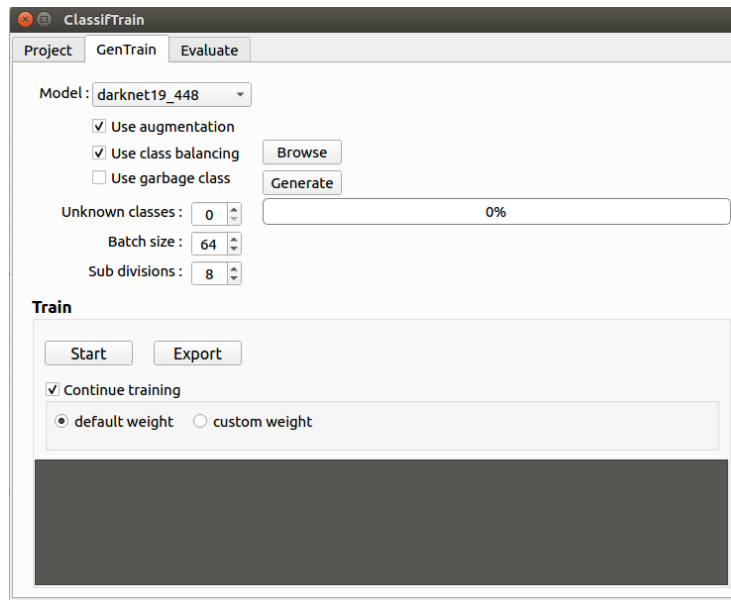 ClassifTrain
Project GenTrain Evaluate
Model : darknet19_448
Use augmentation
Use class balancing Browse
Use garbage class Generate
Unknown classes : 0 0%
Batch size : 64
Sub divisions : 8
Train
Start Export
Continue training
default weight custom weight